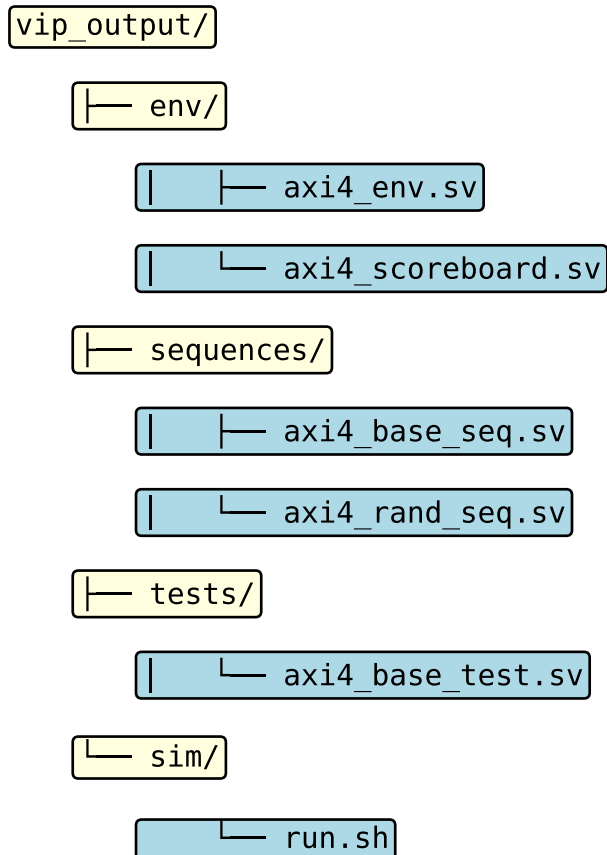 vip_output/
├── env/
│   ├── axi4_env.sv
│   └── axi4_scoreboard.sv
├── sequences/
│   ├── axi4_base_seq.sv
│   └── axi4_rand_seq.sv
├── tests/
│   └── axi4_base_test.sv
└── sim/
    └── run.sh